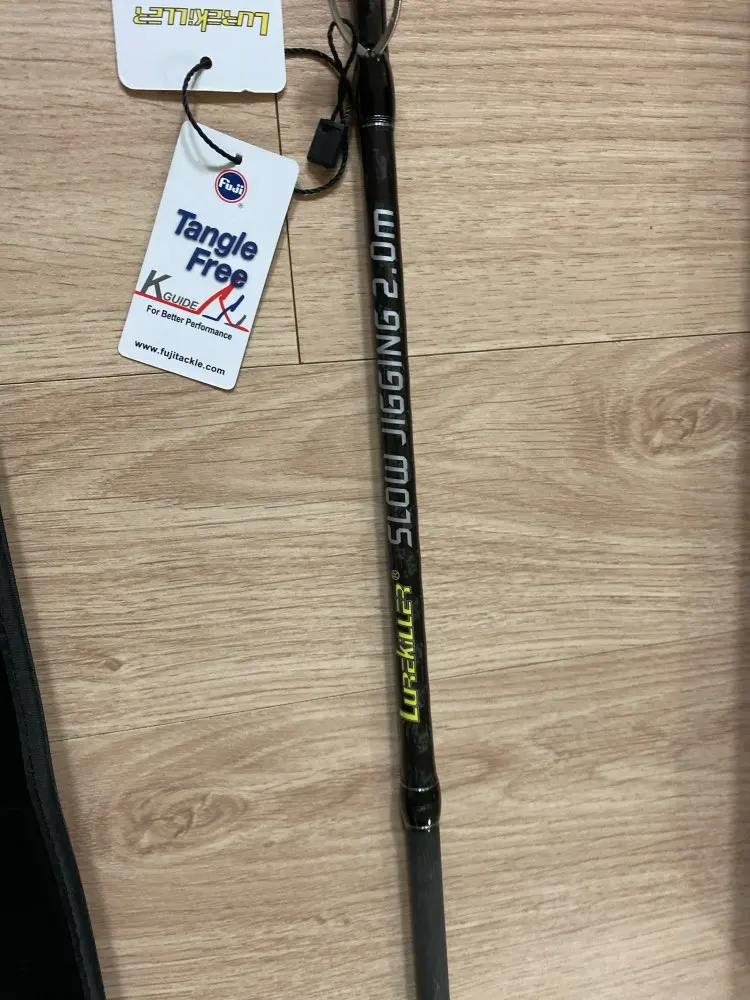 LUREKiLLER
Fuji
®
Tangle
Free
K GUIDE
For Better Performance
www.fujitackle.com
LUREKiLLER® SLOW JIGGING 2.0m